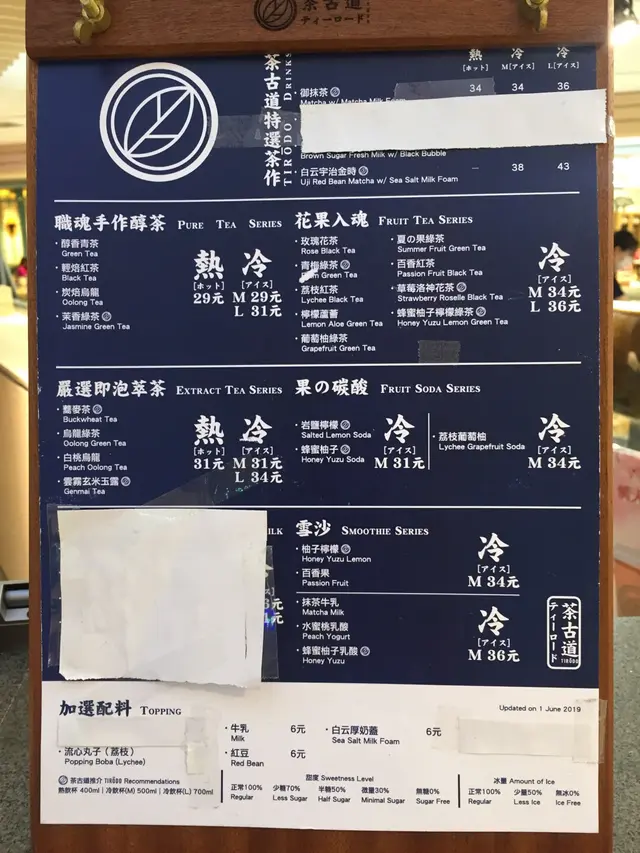 茶古道
ティーロード
茶古道特選茶作
TIRODO DRINKS
熱 冷 冷
[ホット] M[アイス] L[アイス]
・御抹茶 34 34 36
Matcha w/ Matcha Milk Foam
Brown Sugar Fresh Milk w/ Black Bubble
・白云宇治金時 — 38 43
Uji Red Bean Matcha w/ Sea Salt Milk Foam
職魂手作醇茶 PURE TEA SERIES
・醇香青茶
Green Tea
・輕焙紅茶
Black Tea
・炭焙烏龍
Oolong Tea
・茉香綠茶
Jasmine Green Tea
熱 冷
[ホット] [アイス]
29元 M 29元
L 31元
花果入魂 FRUIT TEA SERIES
・玫瑰花茶
Rose Black Tea
・青梅綠茶
Green Tea
・荔枝紅茶
Lychee Black Tea
・檸檬蘆薈
Lemon Aloe Green Tea
・葡萄柚綠茶
Grapefruit Green Tea
・夏の果綠茶
Summer Fruit Green Tea
・百香紅茶
Passion Fruit Black Tea
・草莓洛神花茶
Strawberry Roselle Black Tea
・蜂蜜柚子檸檬綠茶
Honey Yuzu Lemon Green Tea
冷
[アイス]
M 34元
L 36元
嚴選即泡萃茶 EXTRACT TEA SERIES
・蕎麥茶
Buckwheat Tea
・烏龍綠茶
Oolong Green Tea
・白桃烏龍
Peach Oolong Tea
・雲霧玄米玉露
Genmai Tea
熱 冷
[ホット] [アイス]
31元 M 31元
L 34元
果の碳酸 FRUIT SODA SERIES
・岩鹽檸檬
Salted Lemon Soda
・蜂蜜柚子
Honey Yuzu Soda
冷
[アイス]
M 31元
・荔枝葡萄柚
Lychee Grapefruit Soda
冷
[アイス]
M 34元
ILK
元
元
雪沙 SMOOTHIE SERIES
・柚子檸檬
Honey Yuzu Lemon
・百香果
Passion Fruit
冷
[アイス]
M 34元
・抹茶牛乳
Matcha Milk
・水蜜桃乳酸
Peach Yogurt
・蜂蜜柚子乳酸
Honey Yuzu
冷
[アイス]
M 36元
茶古道
ティーロード
TIRODO
加選配料 TOPPING
Updated on 1 June 2019
・流心丸子（荔枝）
Popping Boba (Lychee)
・牛乳 6元
Milk
・紅豆 6元
Red Bean
・白云厚奶蓋 6元
Sea Salt Milk Foam
茶古道推介 TIRODO Recommendations
熱飲杯 400ml | 冷飲杯(M) 500ml | 冷飲杯(L) 700ml
甜度 Sweetness Level
正常100% 少糖70% 半糖50% 微量30% 無糖0%
Regular Less Sugar Half Sugar Minimal Sugar Sugar Free
冰量 Amount of Ice
正常100% 少量50% 無冰0%
Regular Less Ice Ice Free